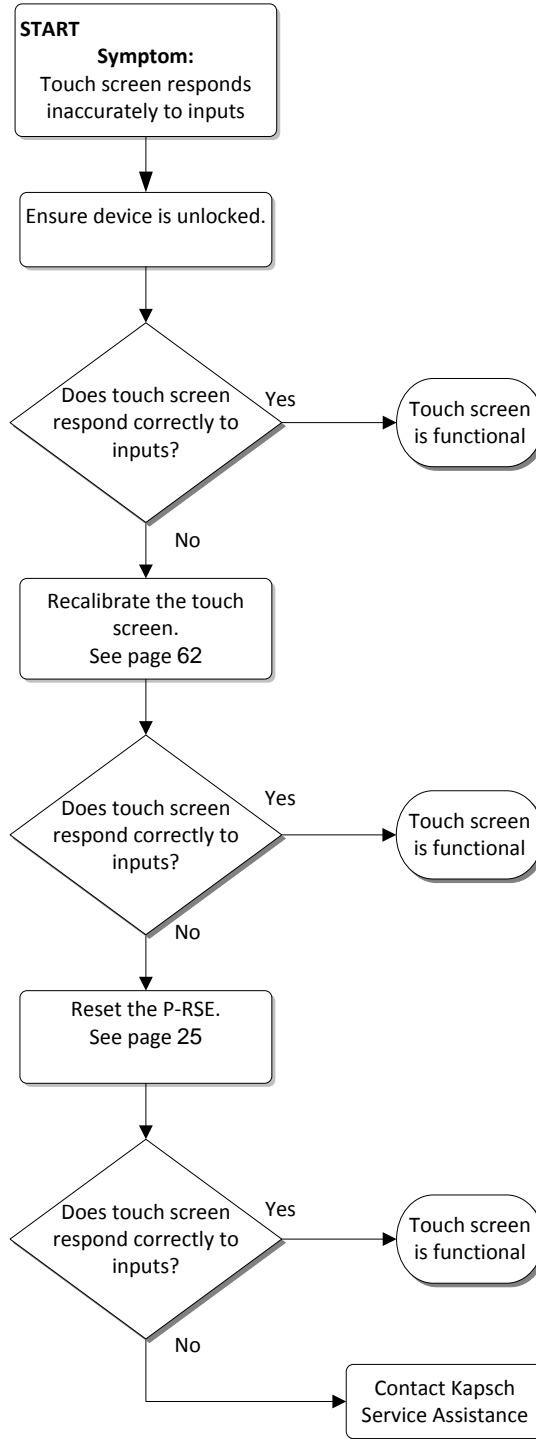 START
Symptom:
Touch screen responds
inaccurately to inputs
Ensure device is unlocked.
Does touch screen
respond correctly to
inputs?
Yes
Touch screen
is functional
No
Recalibrate the touch
screen.
See page 62
Does touch screen
respond correctly to
inputs?
Yes
Touch screen
is functional
No
Reset the P-RSE.
See page 25
Does touch screen
respond correctly to
inputs?
Yes
Touch screen
is functional
No
Contact Kapsch
Service Assistance